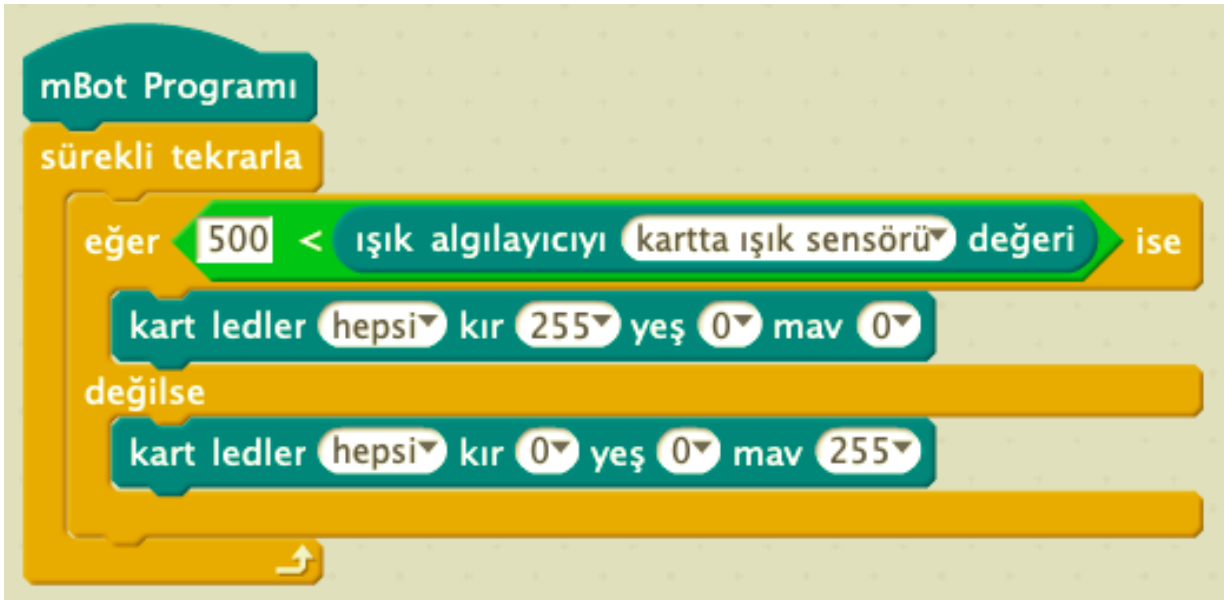 mBot Programı
sürekli tekrarla
eğer 500 < ışık algılayıcıyı kartta ışık sensörü değeri ise
kart ledler hepsi kır 255 yeş 0 mav 0
değilse
kart ledler hepsi kır 0 yeş 0 mav 255